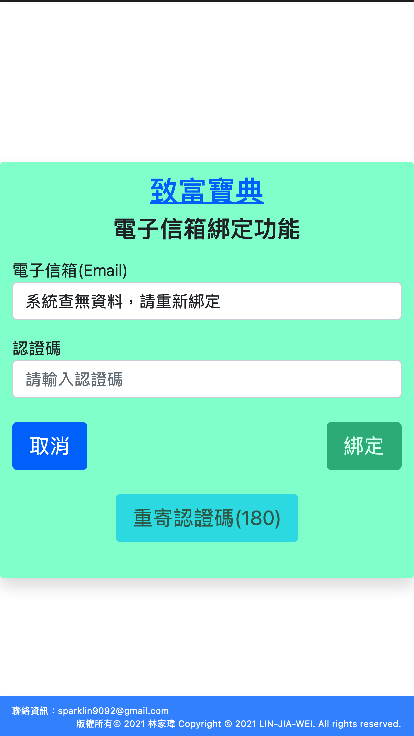 致富寶典
電子信箱綁定功能
電子信箱(Email)
系統查無資料，請重新綁定
認證碼
請輸入認證碼
取消
綁定
重寄認證碼(180)
聯絡資訊：sparklin9092@gmail.com
版權所有© 2021 林家瑋 Copyright © 2021 LIN-JIA-WEI. All rights reserved.